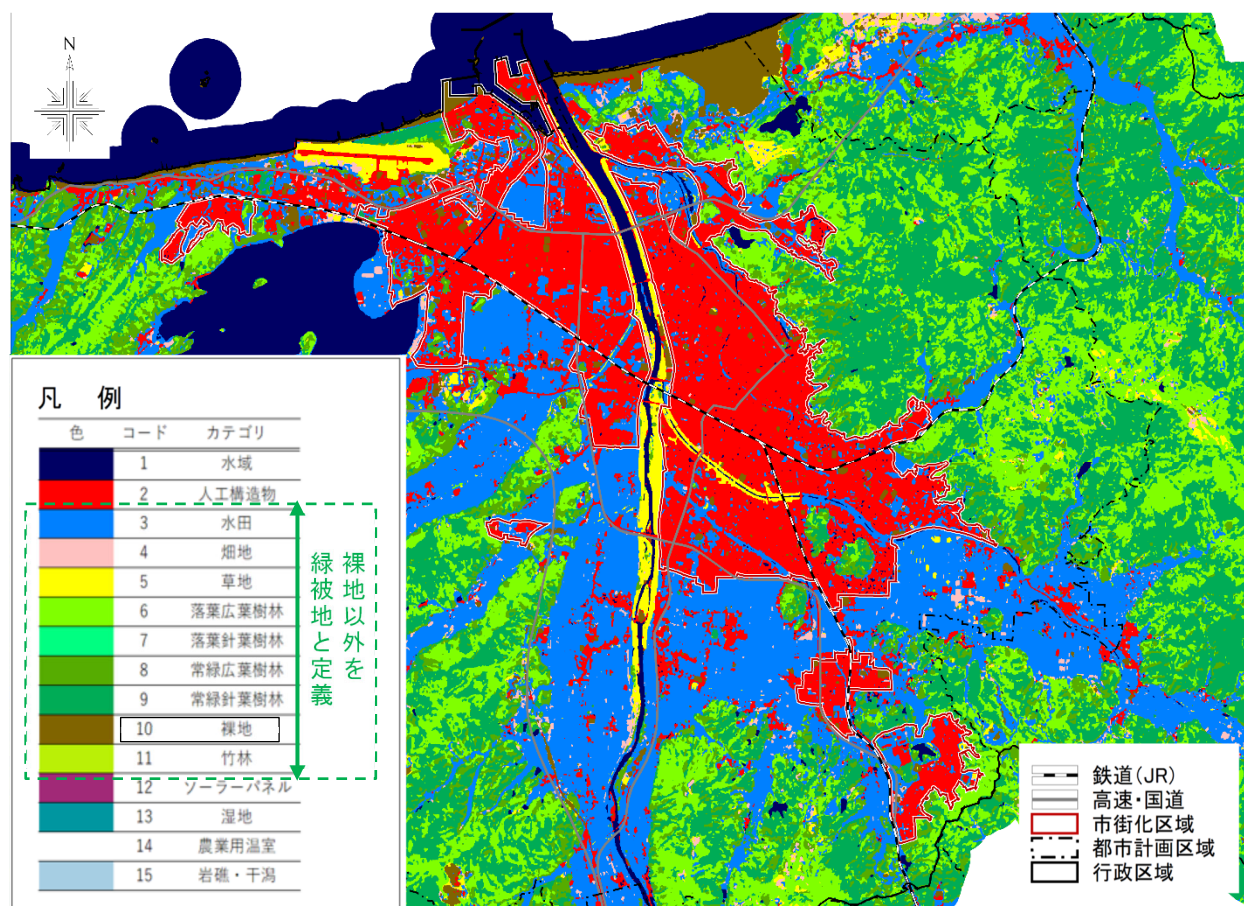 N
凡 例
色 コード カテゴリ
1 水域
2 人工構造物
3 水田
4 畑地
5 草地
6 落葉広葉樹林
7 落葉針葉樹林
8 常緑広葉樹林
9 常緑針葉樹林
10 裸地
11 竹林
12 ソーラーパネル
13 湿地
14 農業用温室
15 岩礁・干潟
裸地以外を
緑被地と定義
鉄道(JR)
高速・国道
市街化区域
都市計画区域
行政区域